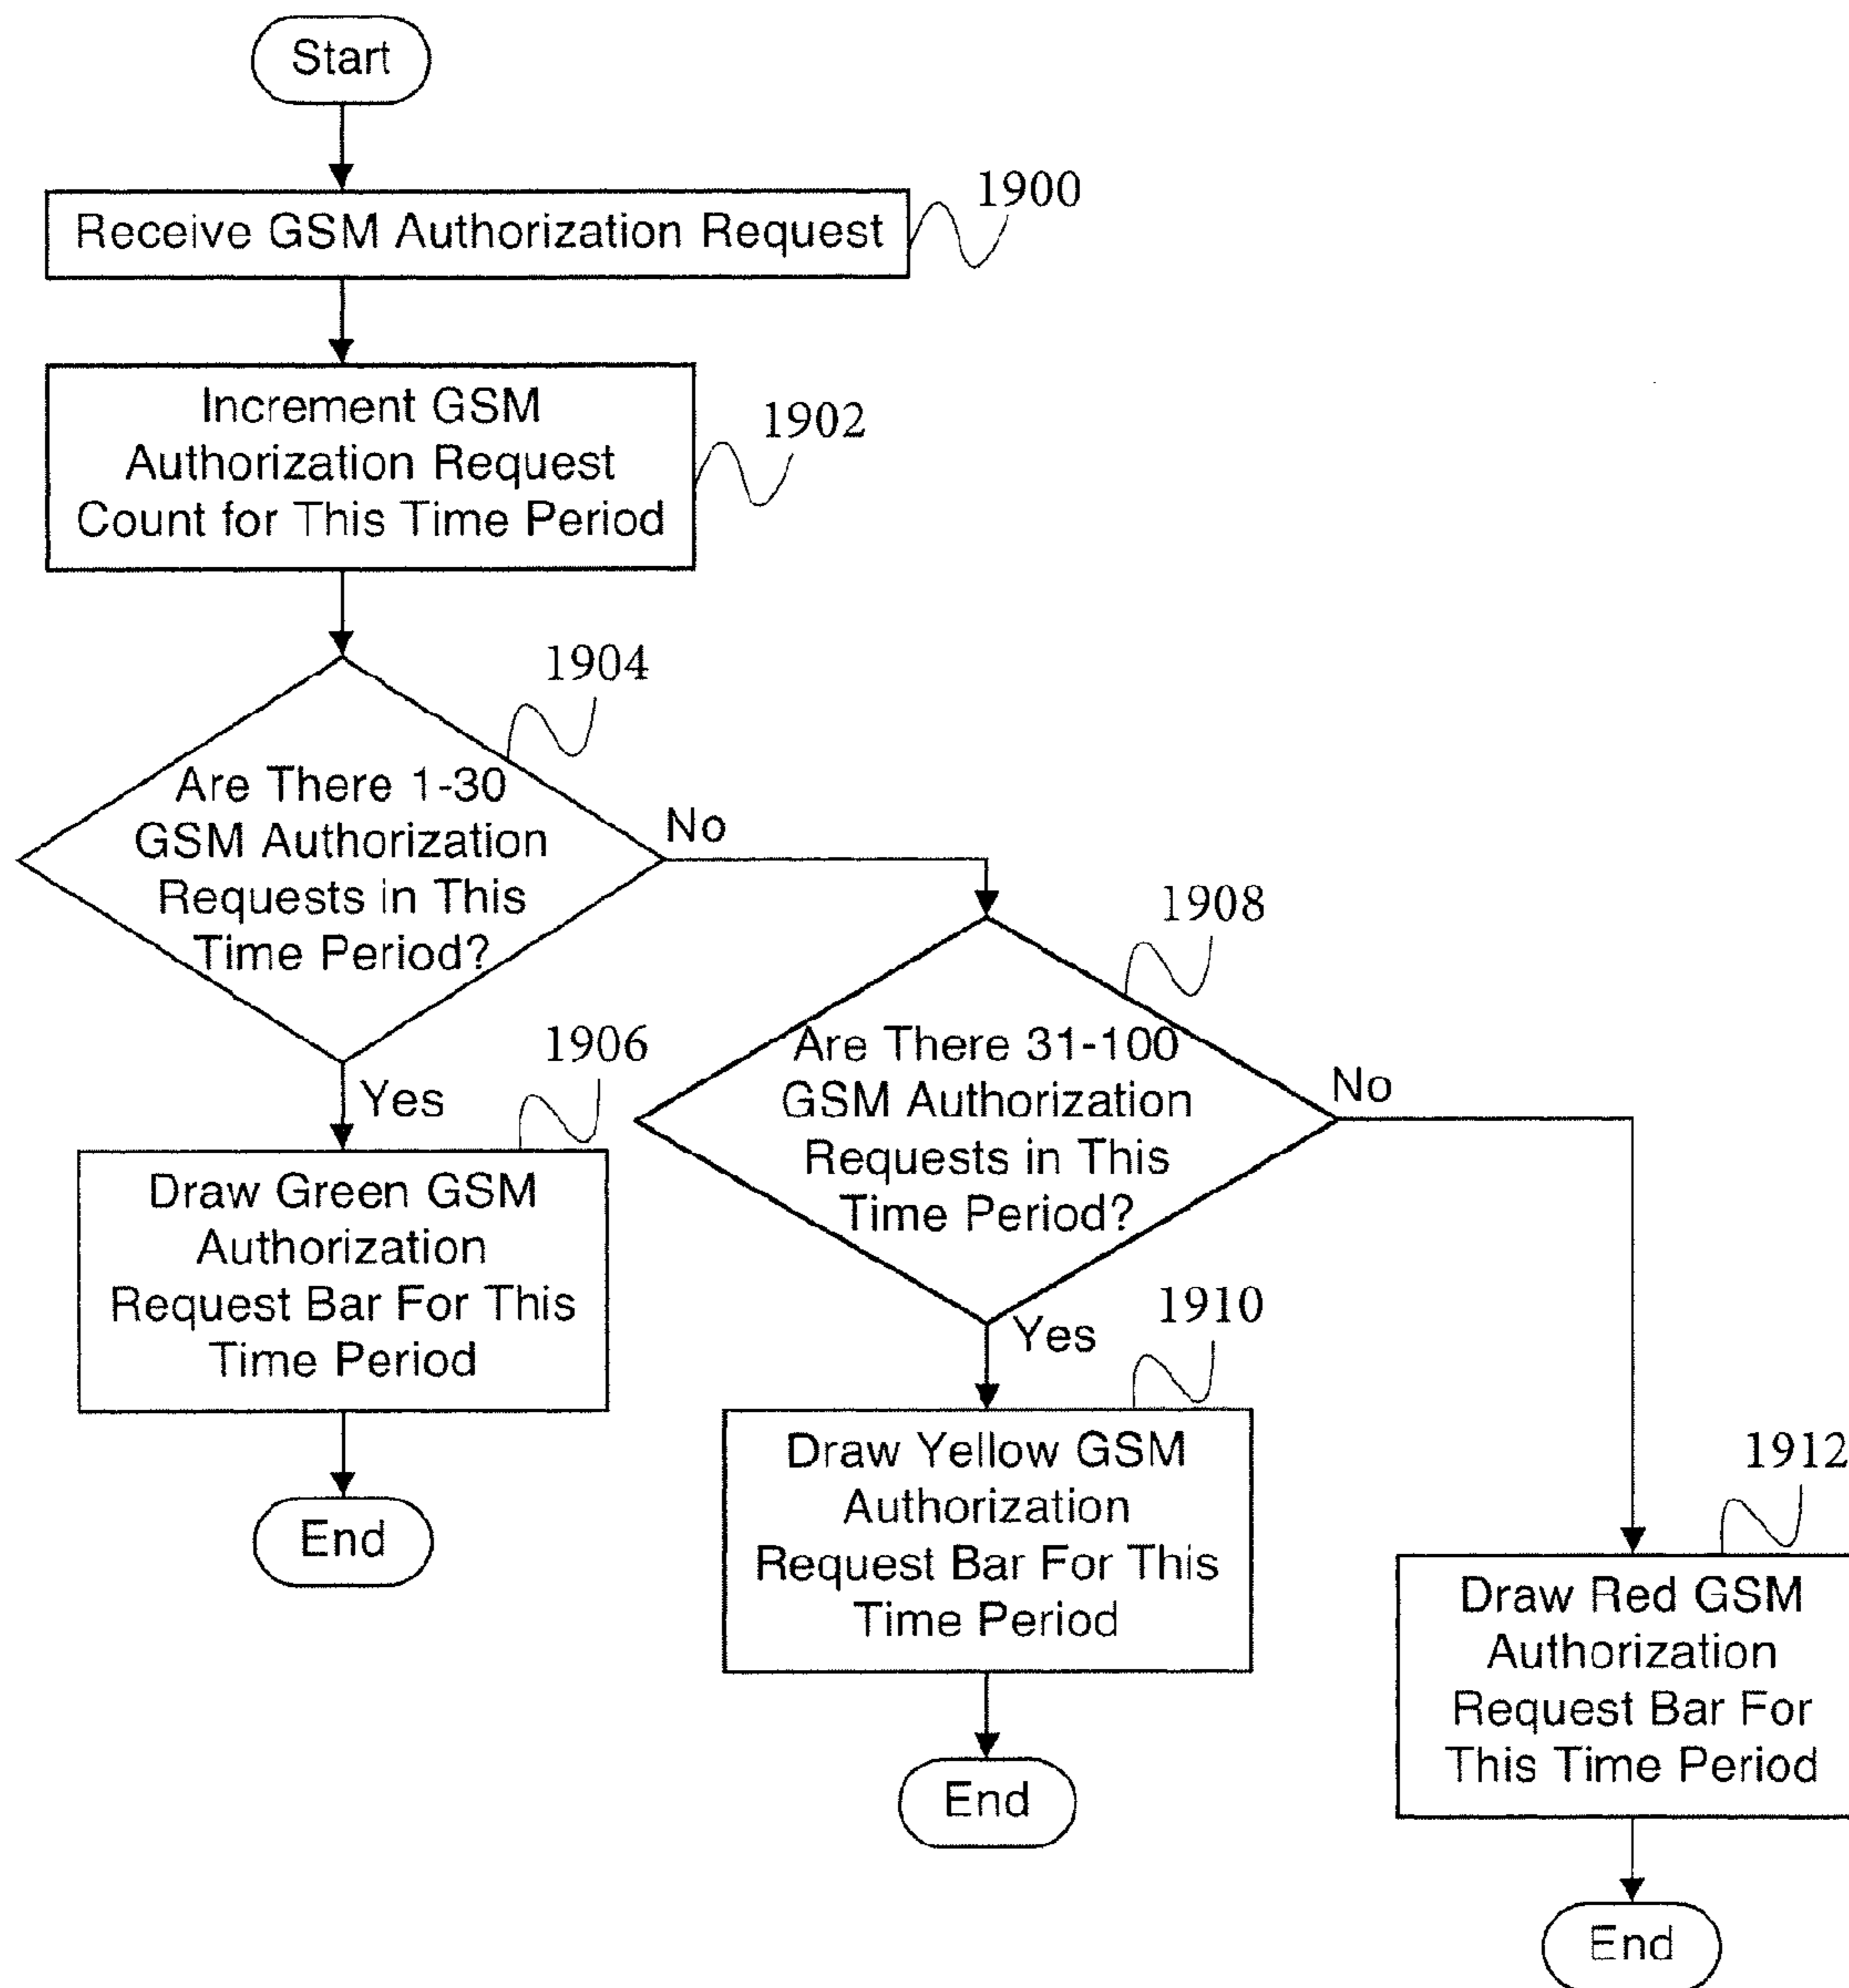 Start
Receive GSM Authorization Request
1900
Increment GSM
Authorization Request
Count for This Time Period
1902
1904
Are There 1-30
GSM Authorization
Requests in This
Time Period?
No
Yes
1906
Draw Green GSM
Authorization
Request Bar For This
Time Period
End
1908
Are There 31-100
GSM Authorization
Requests in This
Time Period?
No
Yes
1910
Draw Yellow GSM
Authorization
Request Bar For This
Time Period
End
1912
Draw Red GSM
Authorization
Request Bar For
This Time Period
End